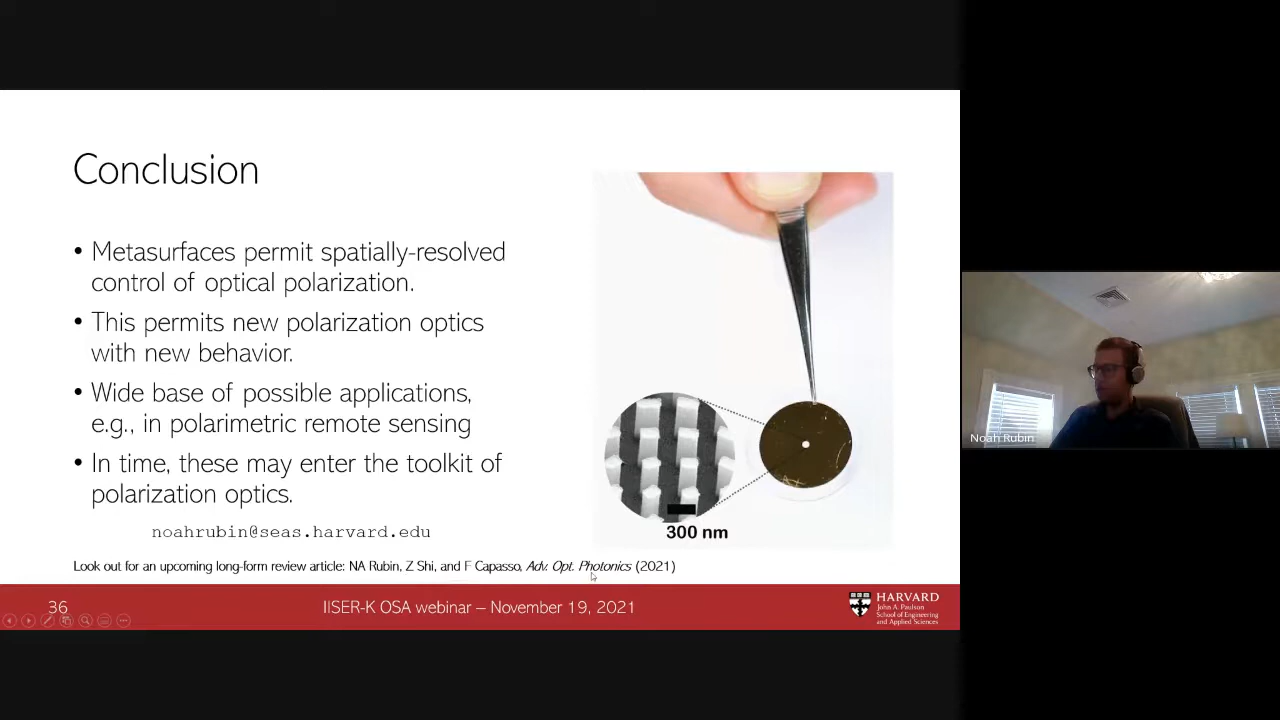 Conclusion
• Metasurfaces permit spatially-resolved
control of optical polarization.
• This permits new polarization optics
with new behavior.
• Wide base of possible applications,
e.g., in polarimetric remote sensing
• In time, these may enter the toolkit of
polarization optics.
noahrubin@seas.harvard.edu
300 nm
Look out for an upcoming long-form review article: NA Rubin, Z Shi, and F Capasso, Adv. Opt. Photonics (2021)
36
IISER-K OSA webinar – November 19, 2021
HARVARD
John A. Paulson
School of Engineering
and Applied Sciences
Noah Rubin